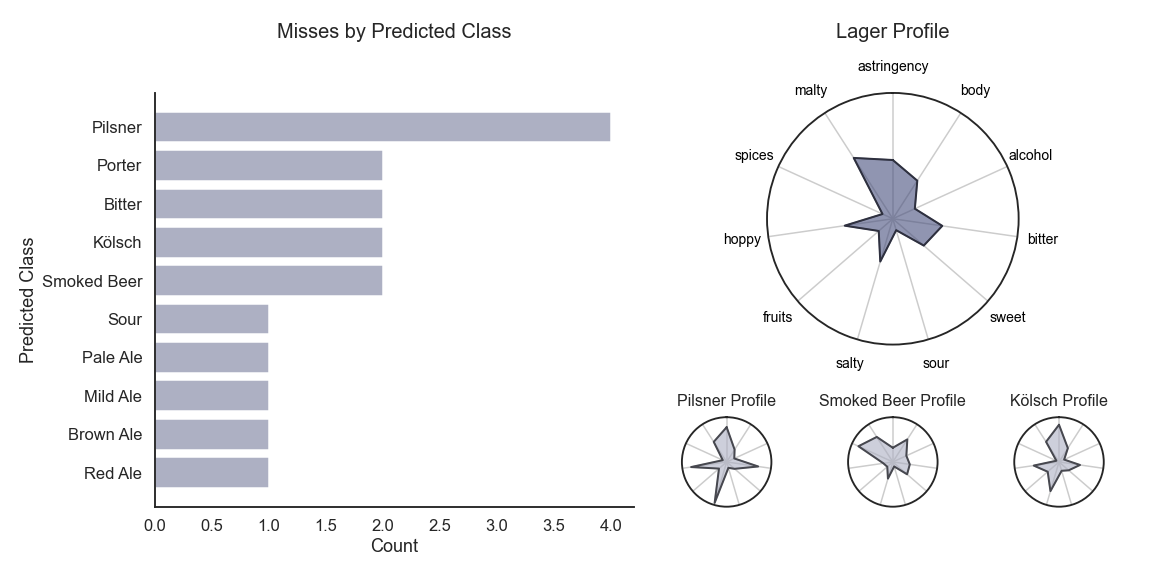 Misses by Predicted Class
Predicted Class
Pilsner
Porter
Bitter
Kölsch
Smoked Beer
Sour
Pale Ale
Mild Ale
Brown Ale
Red Ale
0.0 0.5 1.0 1.5 2.0 2.5 3.0 3.5 4.0
Count
Lager Profile
astringency
malty body
spices alcohol
hoppy bitter
fruits sweet
salty sour
Pilsner Profile Smoked Beer Profile Kölsch Profile